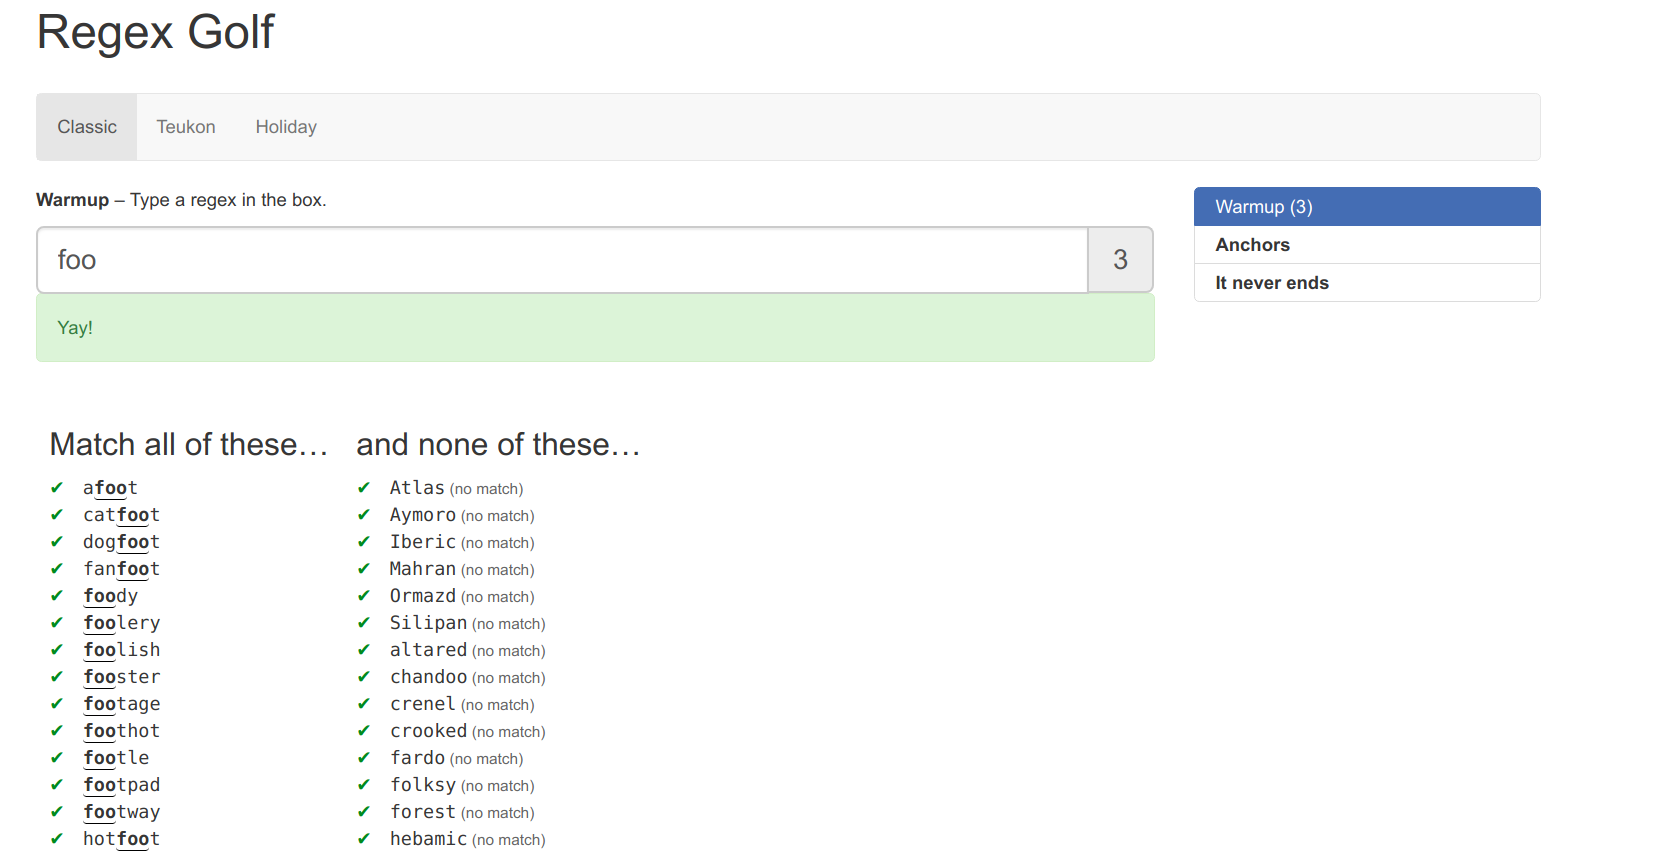 Regex Golf
Classic Teukon Holiday
Warmup – Type a regex in the box.
foo 3
Yay!
Warmup (3)
Anchors
It never ends
Match all of these… and none of these…
✔ afoot ✔ Atlas (no match)
✔ catfoot ✔ Aymoro (no match)
✔ dogfoot ✔ Iberic (no match)
✔ fanfoot ✔ Mahran (no match)
✔ foody ✔ Ormazd (no match)
✔ foolery ✔ Silipan (no match)
✔ foolish ✔ altared (no match)
✔ fooster ✔ chandoo (no match)
✔ footage ✔ crenel (no match)
✔ foothot ✔ crooked (no match)
✔ footle ✔ fardo (no match)
✔ footpad ✔ folksy (no match)
✔ footway ✔ forest (no match)
✔ hotfoot ✔ hebamic (no match)